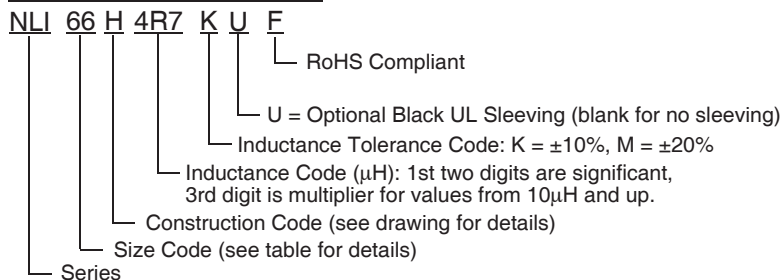 NLI 66 H 4R7 K U F
RoHS Compliant
U = Optional Black UL Sleeving (blank for no sleeving)
Inductance Tolerance Code: K = ±10%, M = ±20%
Inductance Code (μH): 1st two digits are significant,
3rd digit is multiplier for values from 10μH and up.
Construction Code (see drawing for details)
Size Code (see table for details)
Series